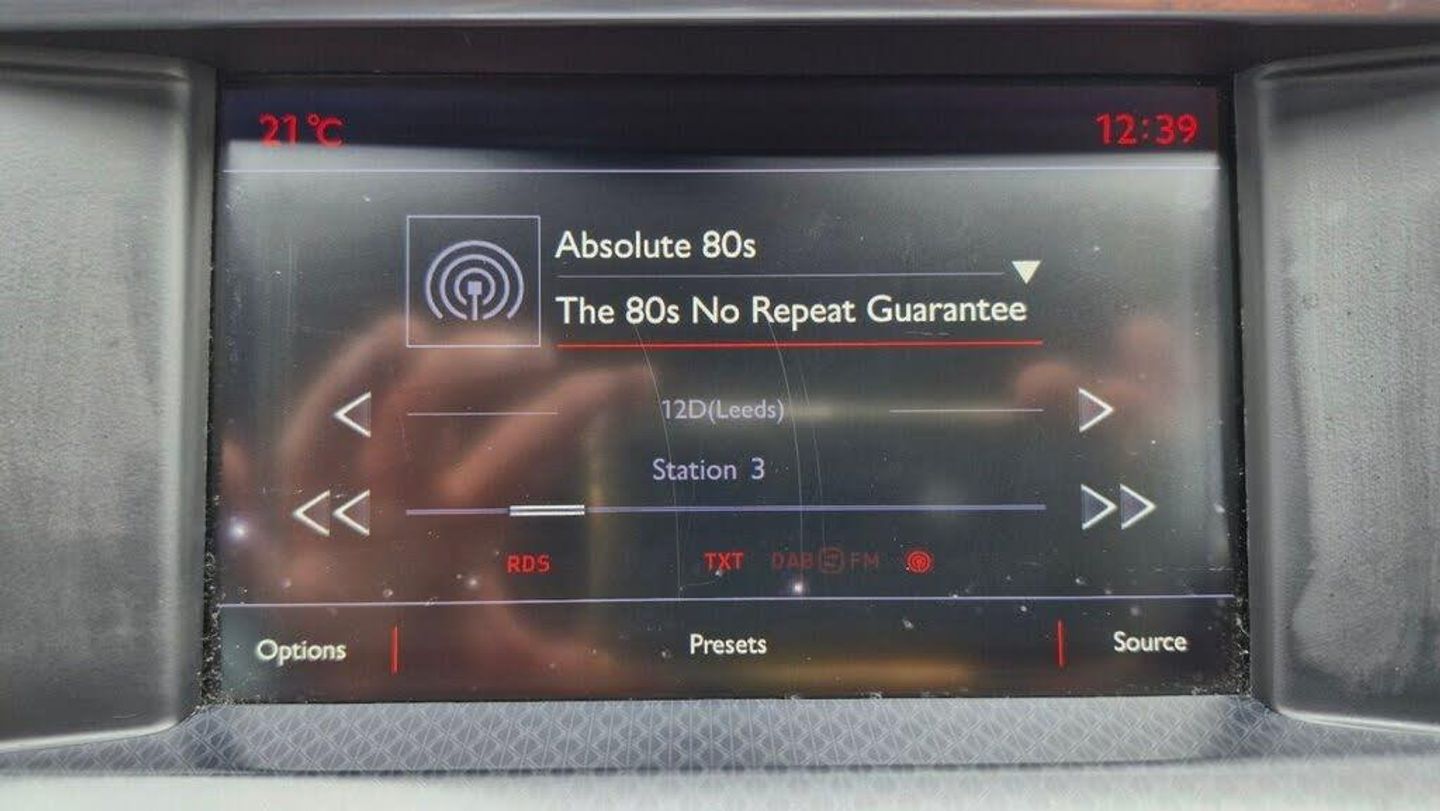 21°C
12:39
Absolute 80s
The 80s No Repeat Guarantee
12D(Leeds)
Station 3
RDS TXT DAB FM
Options Presets Source